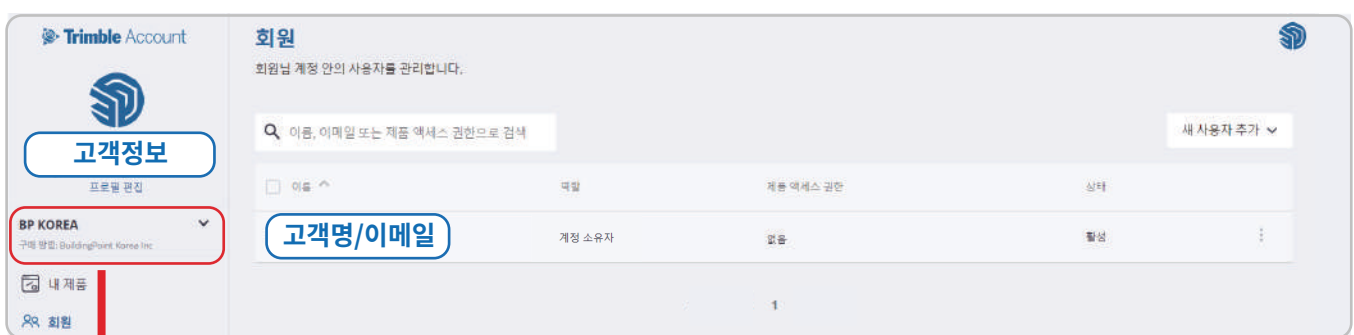 Trimble Account
고객정보
프로필 편집
BP KOREA
구매 방법: BuildingPoint Korea Inc
내 제품
회원
회원
회원님 계정 안의 사용자를 관리합니다.
이름, 이메일 또는 제품 액세스 권한으로 검색
새 사용자 추가
이름 역할 제품 액세스 권한 상태
고객명/이메일 계정 소유자 없음 활성
1